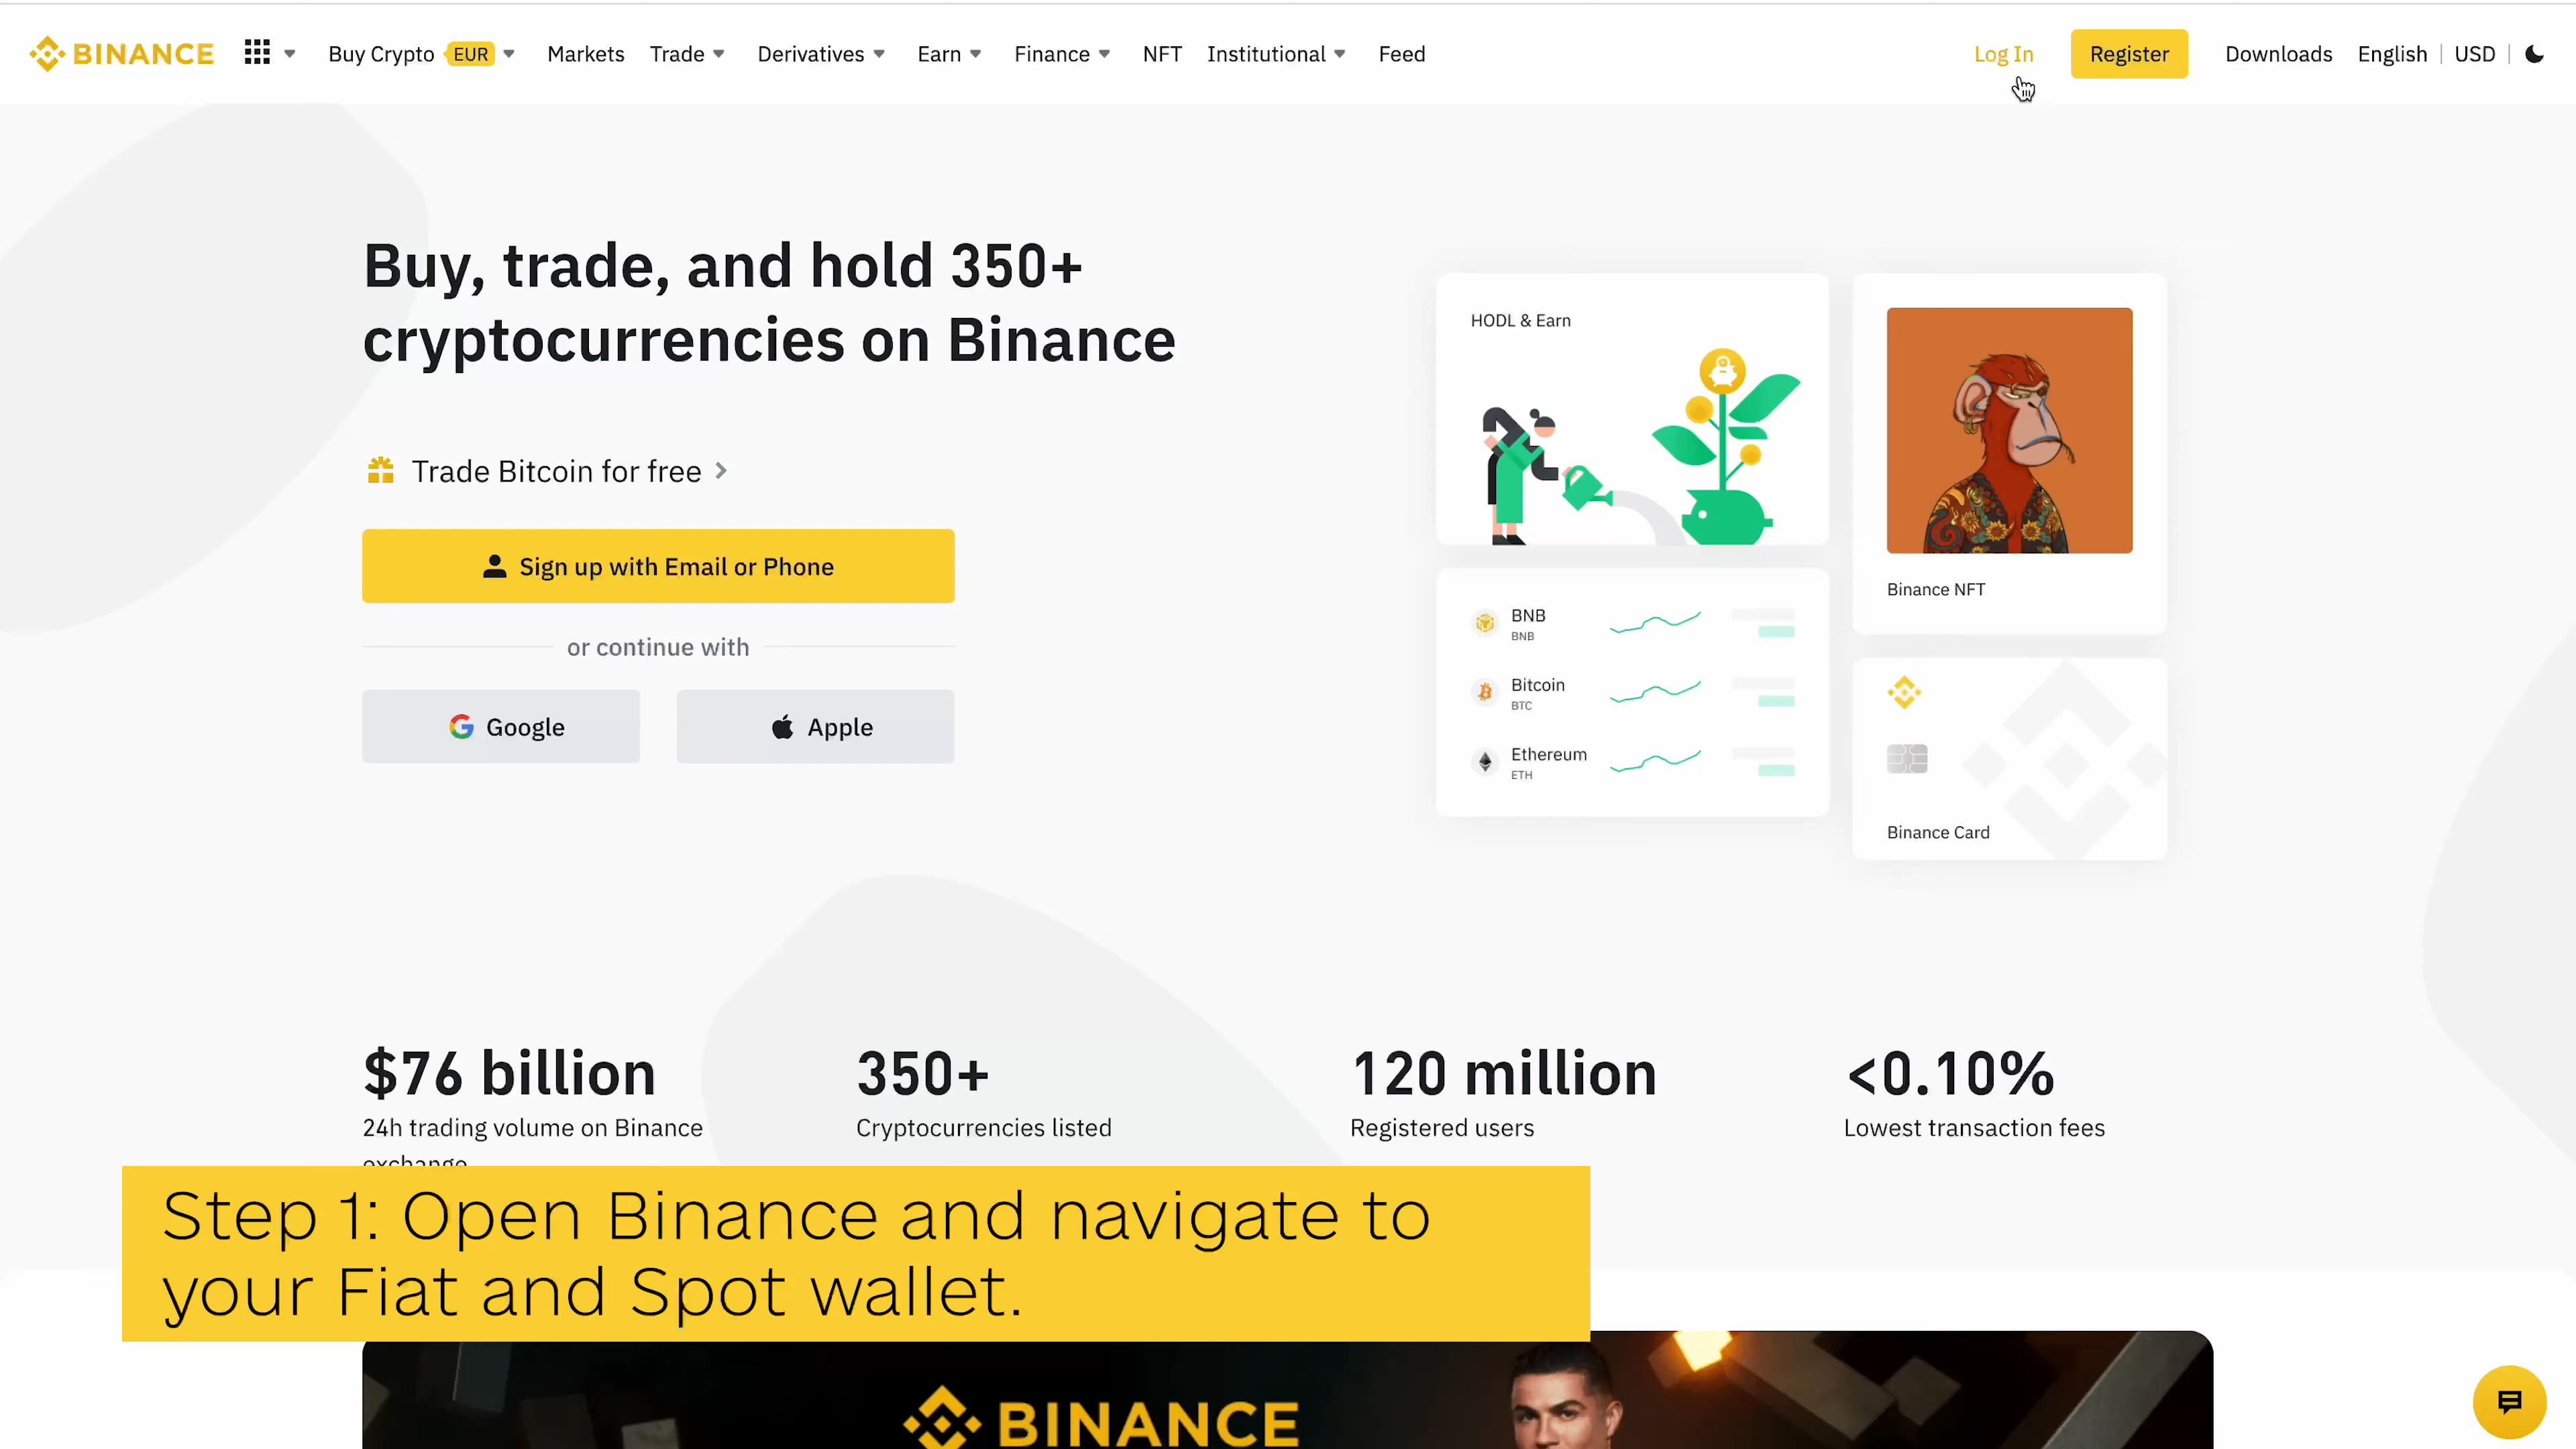 BINANCE
Buy Crypto EUR
Markets
Trade
Derivatives
Earn
Finance
NFT
Institutional
Feed
Log In
Register
Downloads
English
USD
Buy, trade, and hold 350+
cryptocurrencies on Binance
Trade Bitcoin for free
Sign up with Email or Phone
or continue with
Google
Apple
HODL & Earn
BNB
BNB
Bitcoin
BTC
Ethereum
ETH
Binance NFT
Binance Card
$76 billion
24h trading volume on Binance
exchange
350+
Cryptocurrencies listed
120 million
Registered users
<0.10%
Lowest transaction fees
Step 1: Open Binance and navigate to
your Fiat and Spot wallet.
BINANCE